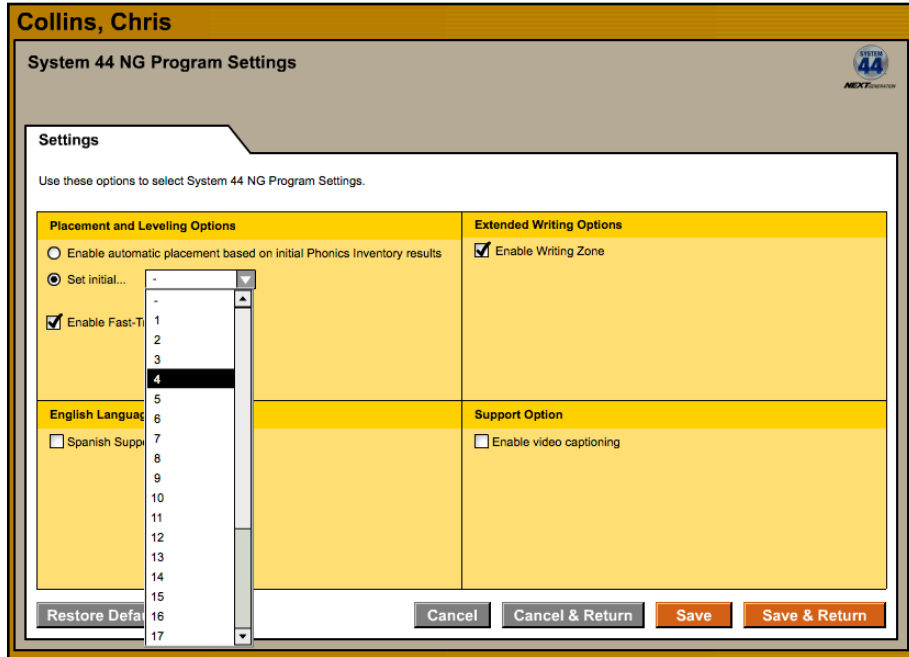 Collins, Chris
System 44 NG Program Settings
SYSTEM
44
NEXT GENERATION
Settings
Use these options to select System 44 NG Program Settings.
Placement and Leveling Options
Enable automatic placement based on initial Phonics Inventory results
Set initial... -
-
Enable Fast-T
1
2
3
4
5
6
7
8
9
10
11
12
13
14
15
16
17
Extended Writing Options
Enable Writing Zone
English Languag
Spanish Supp
Support Option
Enable video captioning
Restore Defa
Cancel
Cancel & Return
Save
Save & Return